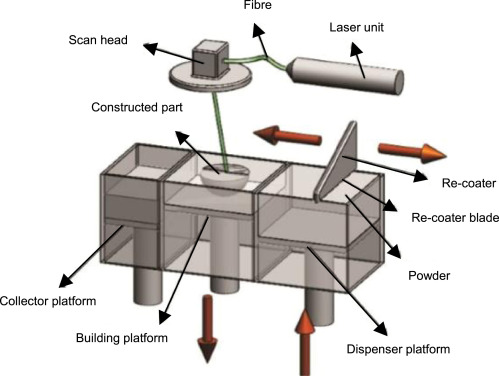 Fibre
Laser unit
Scan head
Constructed part
Re-coater
Re-coater blade
Powder
Collector platform
Building platform
Dispenser platform